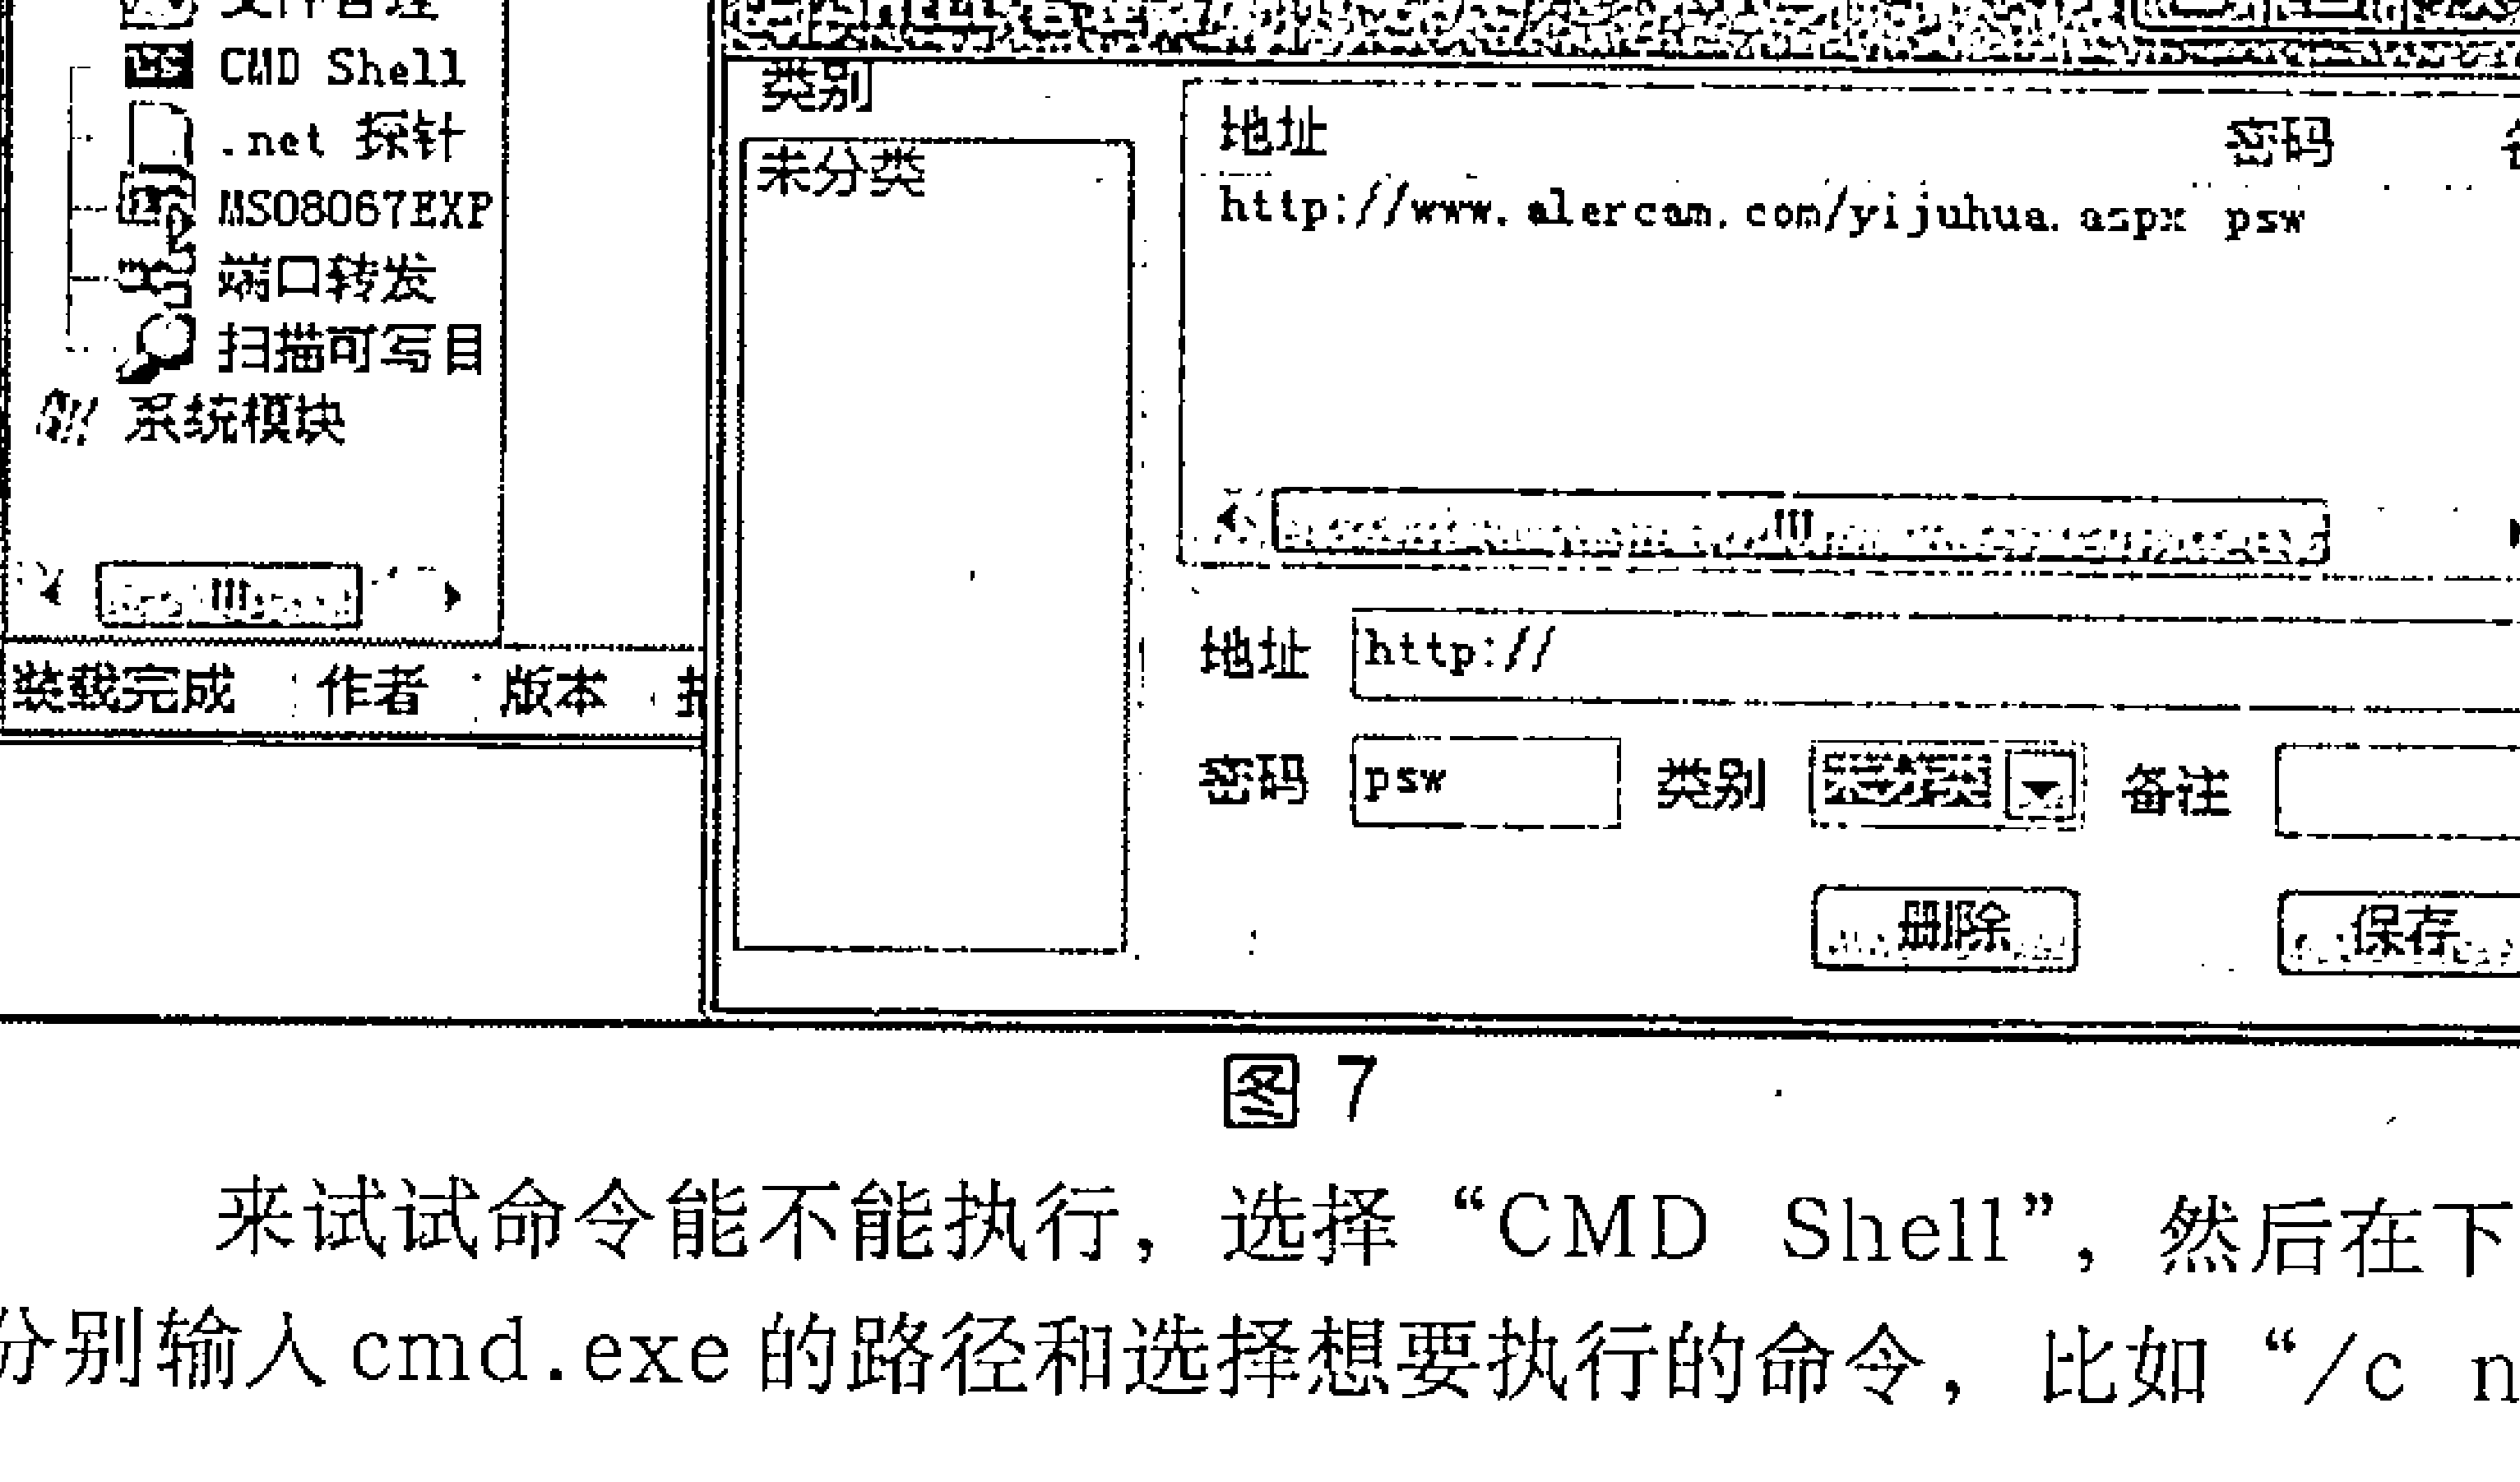 文件管理
CMD Shell
.net 探针
MS08067EXP
端口转发
扫描可写目
系统模块
装载完成 作者 版本
类别
未分类
地址 密码
http://www.alercam.com/yijuhua.aspx psw
地址 http://
密码 psw 类别 备注
删除 保存
图 7
来试试命令能不能执行，选择“CMD Shell”，然后在下
分别输入cmd.exe的路径和选择想要执行的命令，比如“/c n